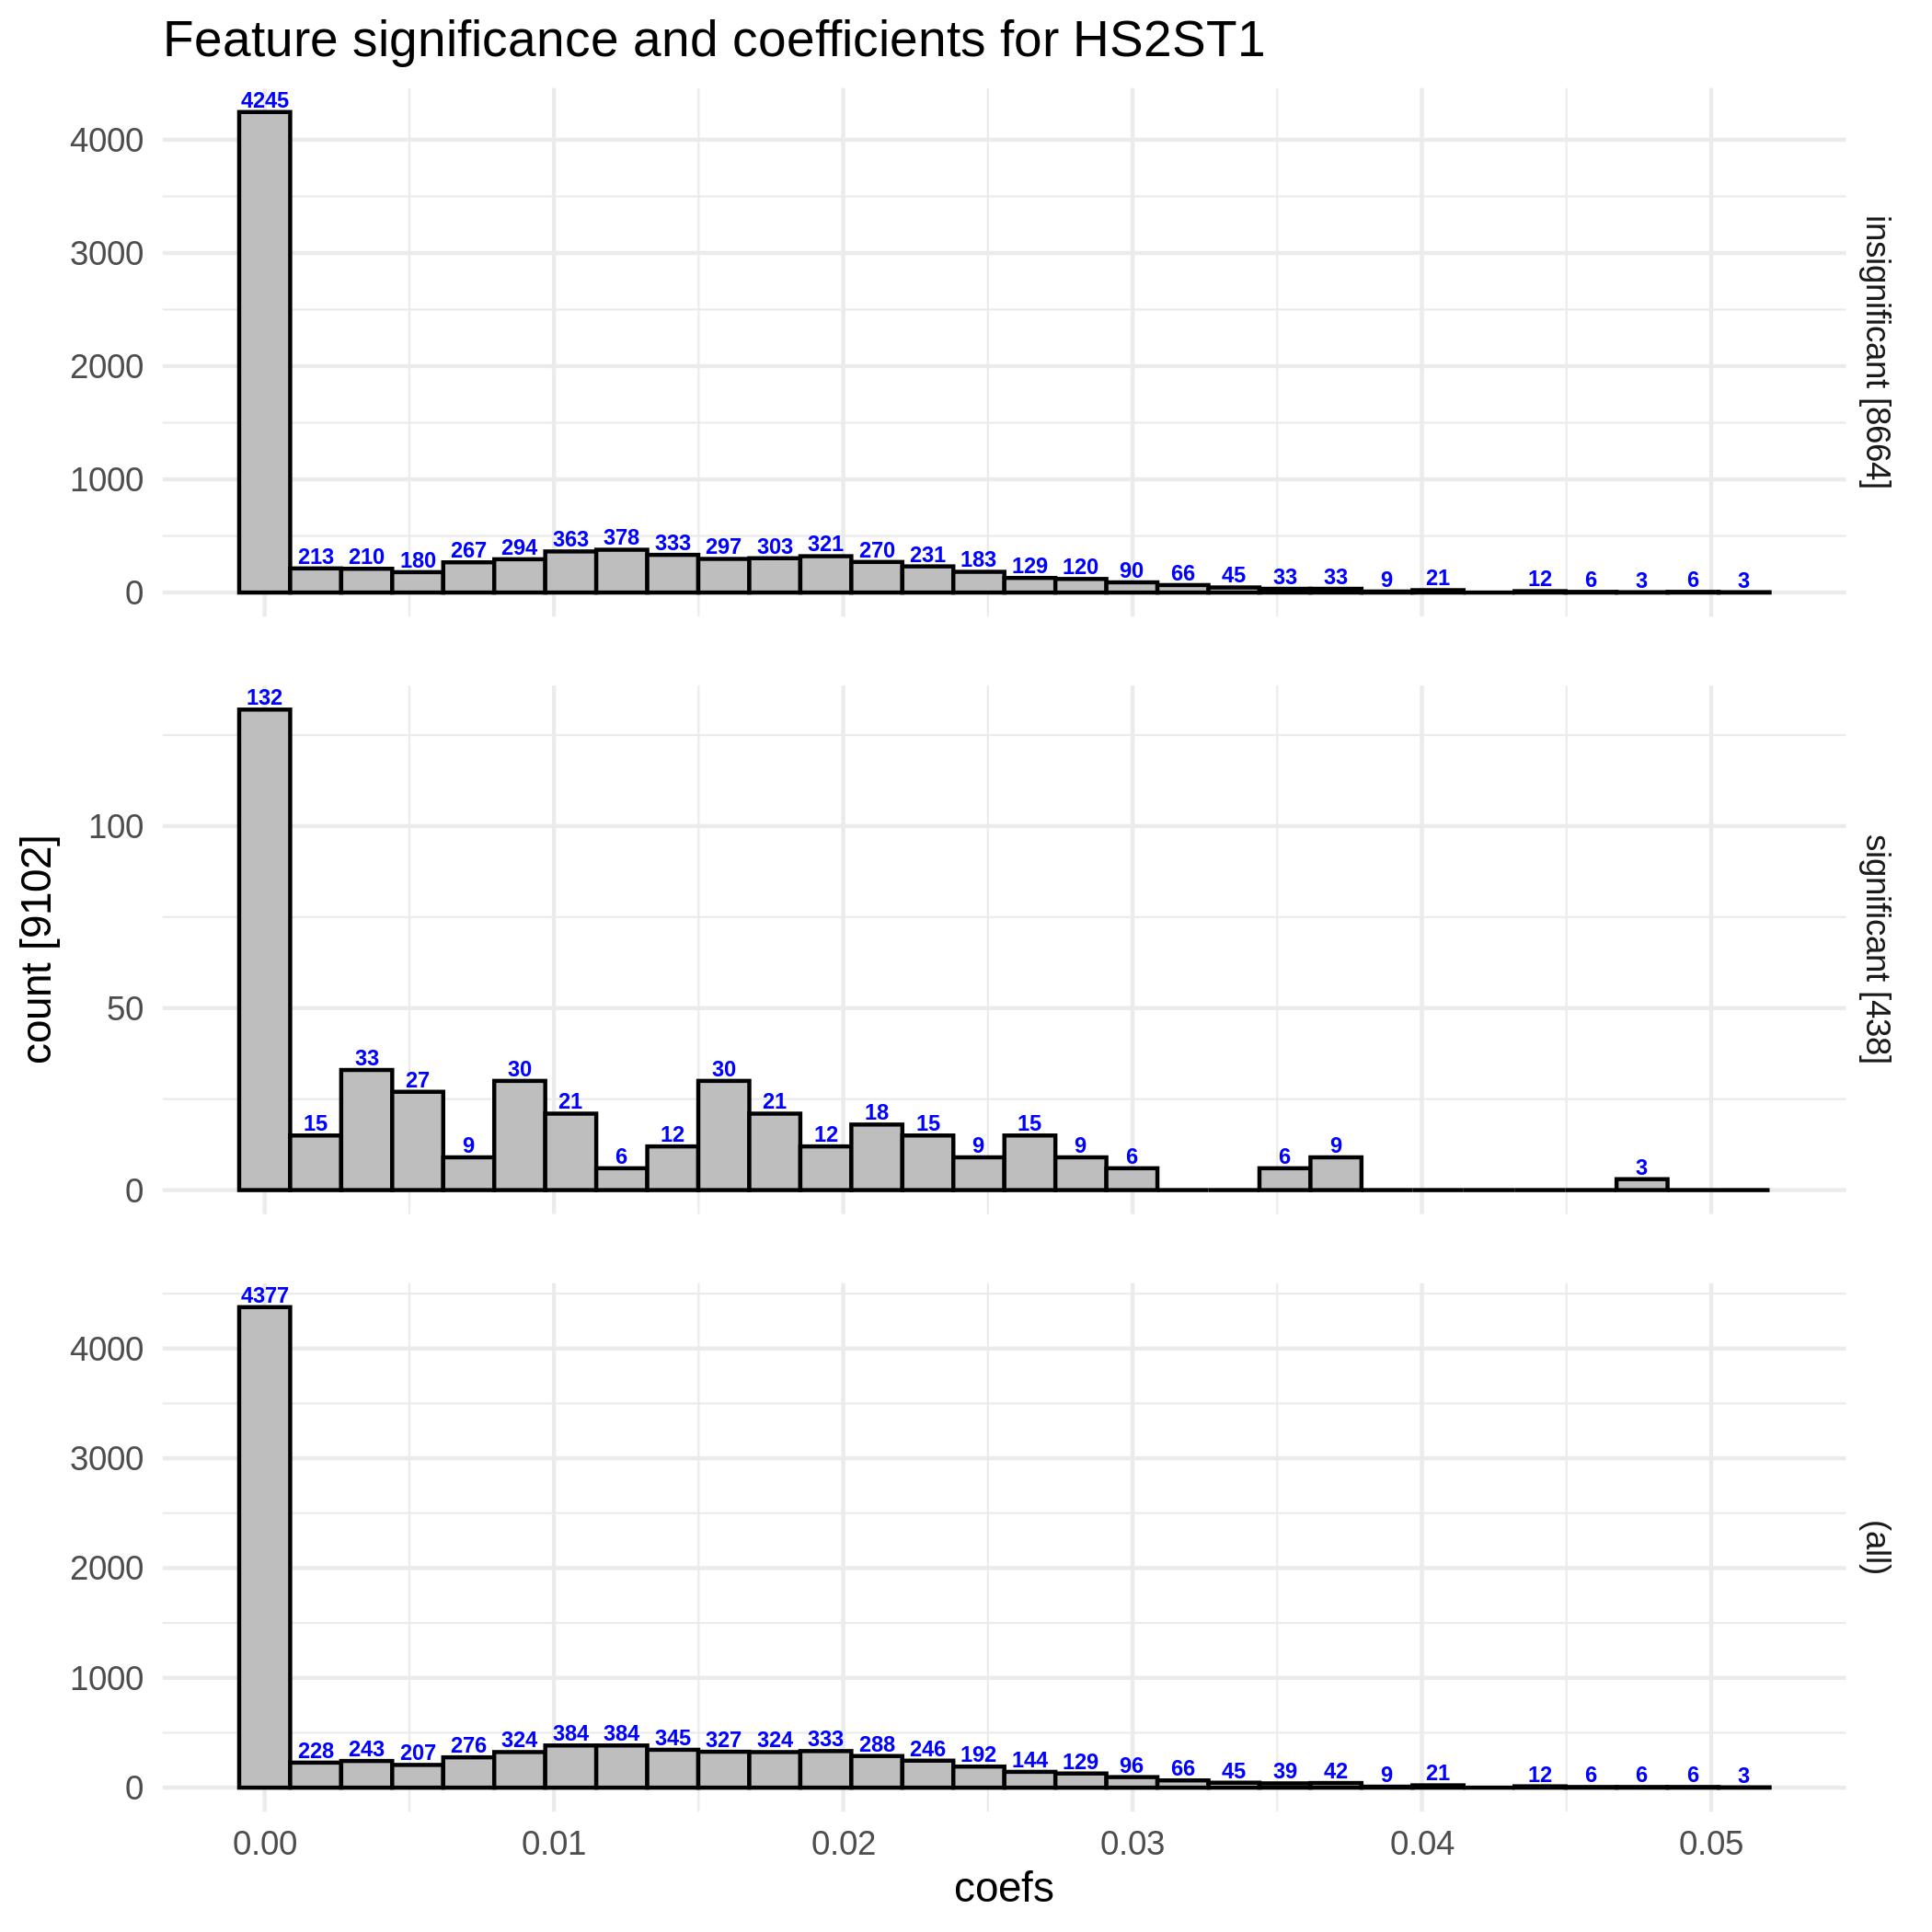 Feature significance and coefficients for HS2ST1
4245
4000
3000
2000
1000
0
213 210 180 267 294 363 378 333 297 303 321 270 231 183 129 120 90 66 45 33 33 9 21 12 6 3 6 3
insignificant [8664]
132
100
50
0
15 33 27 9 30 21 6 12 30 21 12 18 15 9 15 9 6 6 9 3
significant [438]
count [9102]
4377
4000
3000
2000
1000
0
228 243 207 276 324 384 384 345 327 324 333 288 246 192 144 129 96 66 45 39 42 9 21 12 6 6 6 3
(all)
0.00 0.01 0.02 0.03 0.04 0.05
coefs